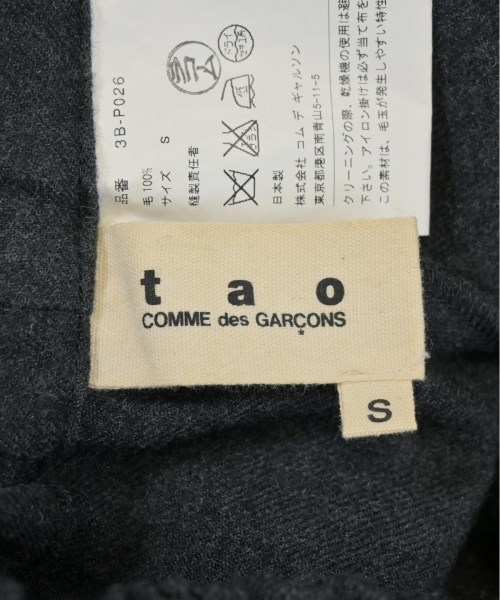 品番 3B-P026
毛 100%
サイズ S
縫製責任者
ドライ
日本製
株式会社 コム デ ギャルソン
東京都港区南青山5-11-5
クリーニングの際、乾燥機の使用は避
下さい。アイロン掛けは必ず当て布を
この素材は、毛玉が発生しやすい特性
tao
COMME des GARÇONS
S